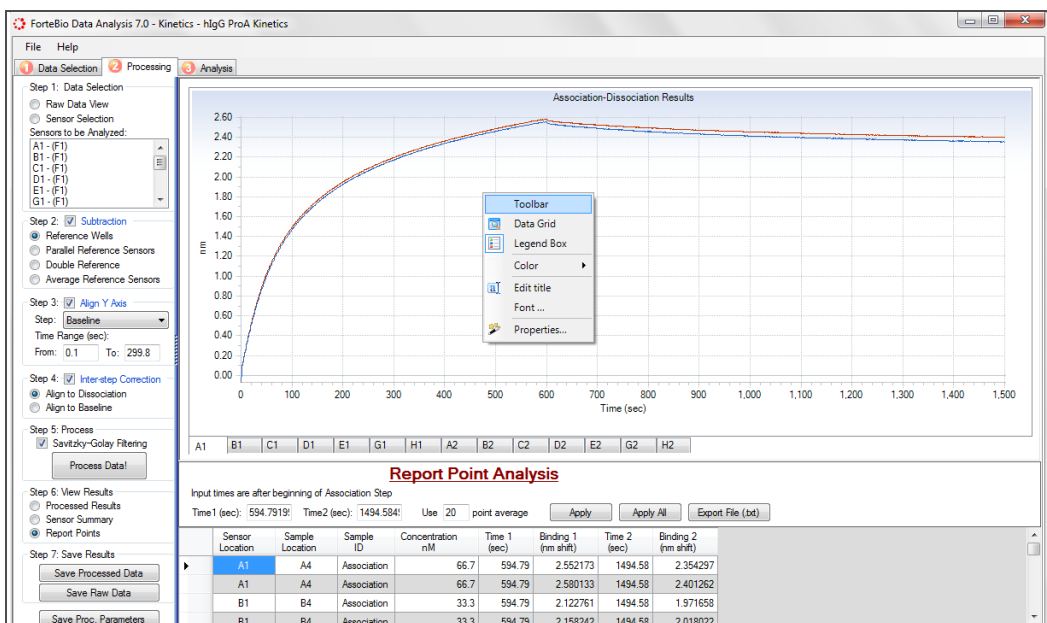 ForteBio Data Analysis 7.0 - Kinetics - hIgG ProA Kinetics
File Help
1 Data Selection 2 Processing 3 Analysis
Step 1: Data Selection
Raw Data View
Sensor Selection
Sensors to be Analyzed:
A1 - (F1)
B1 - (F1)
C1 - (F1)
D1 - (F1)
E1 - (F1)
G1 - (F1)
Step 2: Subtraction
Reference Wells
Parallel Reference Sensors
Double Reference
Average Reference Sensors
Step 3: Align Y Axis
Step: Baseline
Time Range (sec):
From: 0.1 To: 299.8
Step 4: Inter-step Correction
Align to Dissociation
Align to Baseline
Step 5: Process
Savitzky-Golay Filtering
Process Data!
Step 6: View Results
Processed Results
Sensor Summary
Report Points
Step 7: Save Results
Save Processed Data
Save Raw Data
Save Proc. Parameters
Association-Dissociation Results
2.60
2.40
2.20
2.00
1.80
1.60
1.40
1.20
1.00
0.80
0.60
0.40
0.20
0.00
nm
0 100 200 300 400 500 600 700 800 900 1,000 1,100 1,200 1,300 1,400 1,500
Time (sec)
Toolbar
Data Grid
Legend Box
Color
Edit title
Font ...
Properties...
A1 B1 C1 D1 E1 G1 H1 A2 B2 C2 D2 E2 G2 H2
Report Point Analysis
Input times are after beginning of Association Step
Time1 (sec): 594.7919 Time2 (sec): 1494.584 Use 20 point average Apply Apply All Export File (.txt)
Sensor Location Sample Location Sample ID Concentration nM Time 1 (sec) Binding 1 (nm shift) Time 2 (sec) Binding 2 (nm shift)
A1 A4 Association 66.7 594.79 2.552173 1494.58 2.354297
A1 A4 Association 66.7 594.79 2.580133 1494.58 2.401262
B1 B4 Association 33.3 594.79 2.122761 1494.58 1.971658
B1 B4 Association 33.3 594.79 2.158242 1494.58 2.018022